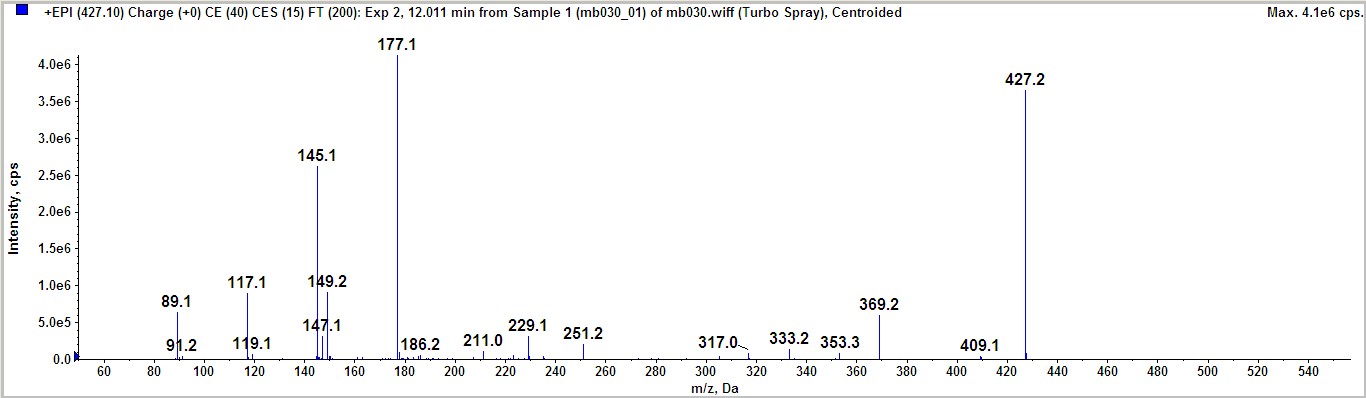 +EPI (427.10) Charge (+0) CE (40) CES (15) FT (200): Exp 2, 12.011 min from Sample 1 (mb030_01) of mb030.wiff (Turbo Spray), Centroided
Max. 4.1e6 cps.
177.1
4.0e6
427.2
3.5e6
3.0e6
145.1
2.5e6
2.0e6
1.5e6
1.0e6
117.1
149.2
89.1
369.2
5.0e5
147.1
229.1
251.2
91.2
119.1
186.2
211.0
317.0
333.2
353.3
409.1
0.0
60 80 100 120 140 160 180 200 220 240 260 280 300 320 340 360 380 400 420 440 460 480 500 520 540
m/z, Da
Intensity, cps